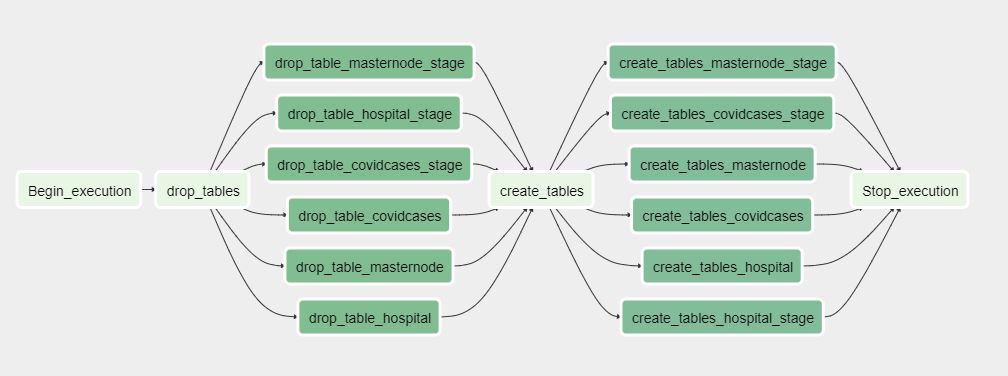 Begin_execution
drop_tables
drop_table_masternode_stage
drop_table_hospital_stage
drop_table_covidcases_stage
drop_table_covidcases
drop_table_masternode
drop_table_hospital
create_tables
create_tables_masternode_stage
create_tables_covidcases_stage
create_tables_masternode
create_tables_covidcases
create_tables_hospital
create_tables_hospital_stage
Stop_execution